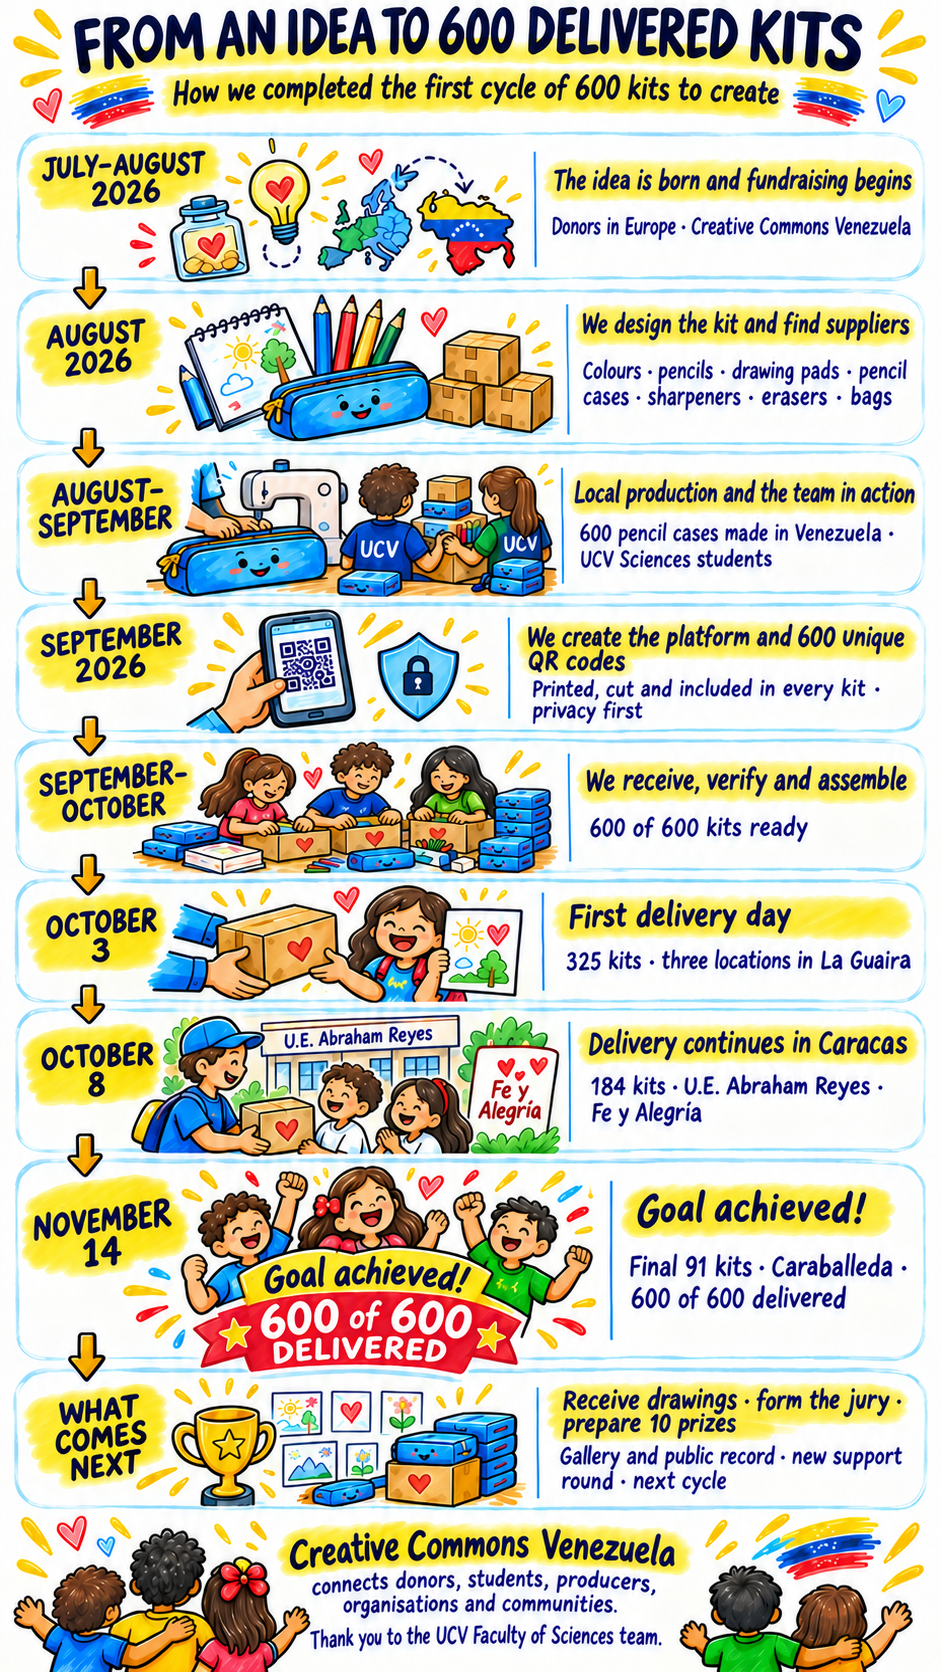 FROM AN IDEA TO 600 DELIVERED KITS
How we completed the first cycle of 600 kits to create
JULY–AUGUST
2026
The idea is born and fundraising begins
Donors in Europe · Creative Commons Venezuela
AUGUST
2026
We design the kit and find suppliers
Colours · pencils · drawing pads · pencil
cases · sharpeners · erasers · bags
AUGUST–
SEPTEMBER
UCV
UCV
Local production and the team in action
600 pencil cases made in Venezuela ·
UCV Sciences students
SEPTEMBER
2026
We create the platform and 600 unique
QR codes
Printed, cut and included in every kit ·
privacy first
SEPTEMBER–
OCTOBER
We receive, verify and assemble
600 of 600 kits ready
OCTOBER
3
First delivery day
325 kits · three locations in La Guaira
OCTOBER
8
U.E. Abraham Reyes
Fe y
Alegría
Delivery continues in Caracas
184 kits · U.E. Abraham Reyes ·
Fe y Alegría
NOVEMBER
14
Goal achieved!
600 of 600
DELIVERED
Goal achieved!
Final 91 kits · Caraballeda ·
600 of 600 delivered
WHAT
COMES
NEXT
Receive drawings · form the jury ·
prepare 10 prizes
Gallery and public record · new support
round · next cycle
Creative Commons Venezuela
connects donors, students, producers,
organisations and communities.
Thank you to the UCV Faculty of Sciences team.